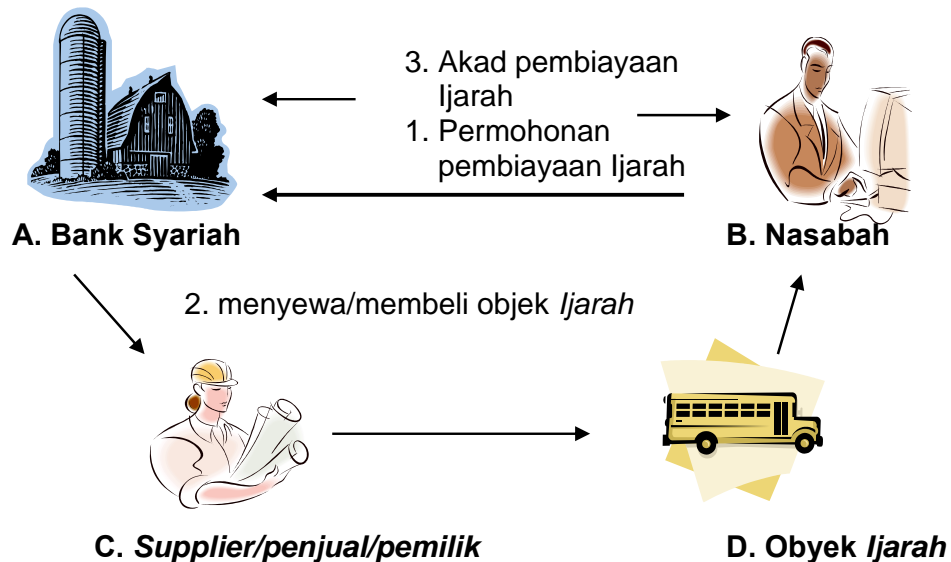 3. Akad pembiayaan
Ijarah
1. Permohonan
pembiayaan Ijarah
A. Bank Syariah
B. Nasabah
2. menyewa/membeli objek Ijarah
C. Supplier/penjual/pemilik
D. Obyek Ijarah